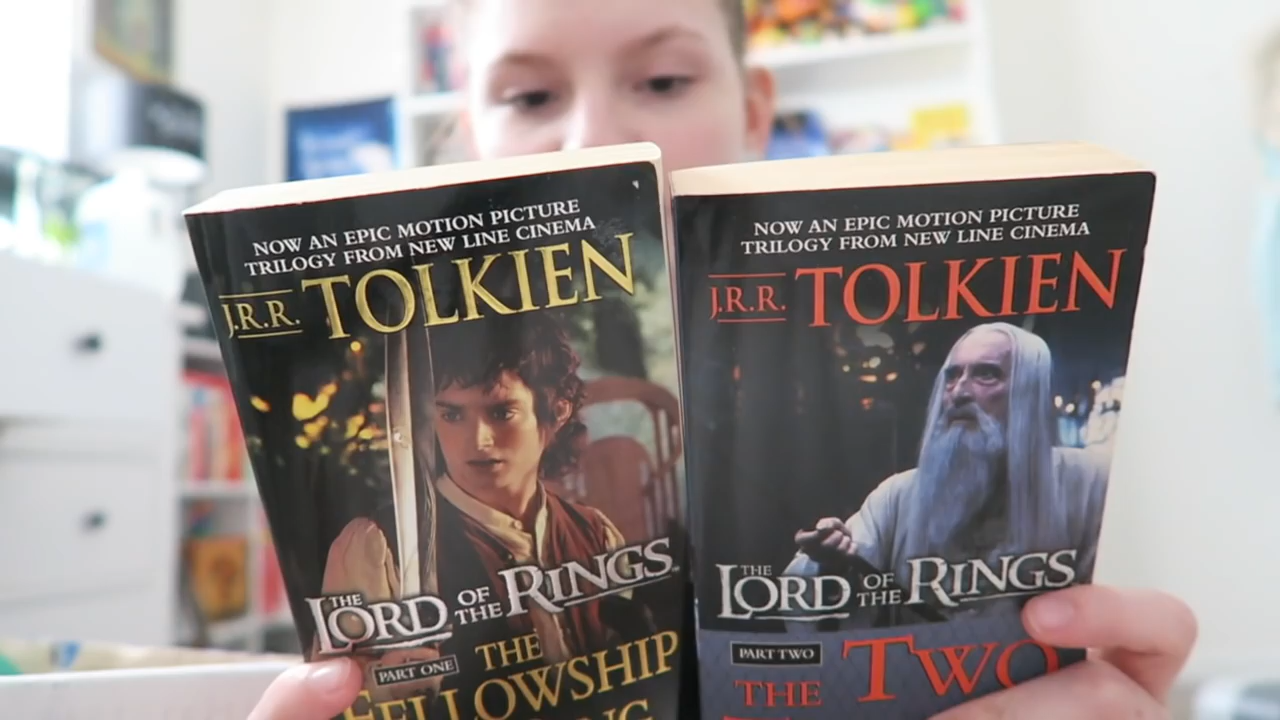 NOW AN EPIC MOTION PICTURE
TRILOGY FROM NEW LINE CINEMA
J.R.R. TOLKIEN
THE
LORD OF THE RINGS
PART ONE
THE
FELLOWSHIP
NOW AN EPIC MOTION PICTURE
TRILOGY FROM NEW LINE CINEMA
J.R.R. TOLKIEN
THE
LORD OF THE RINGS
PART TWO
THE TWO